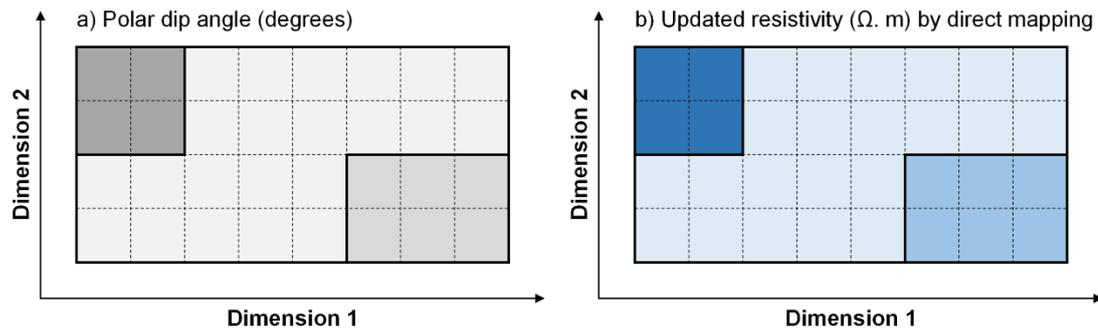 a) Polar dip angle (degrees)
Dimension 2
Dimension 1
b) Updated resistivity (Ω. m) by direct mapping
Dimension 2
Dimension 1